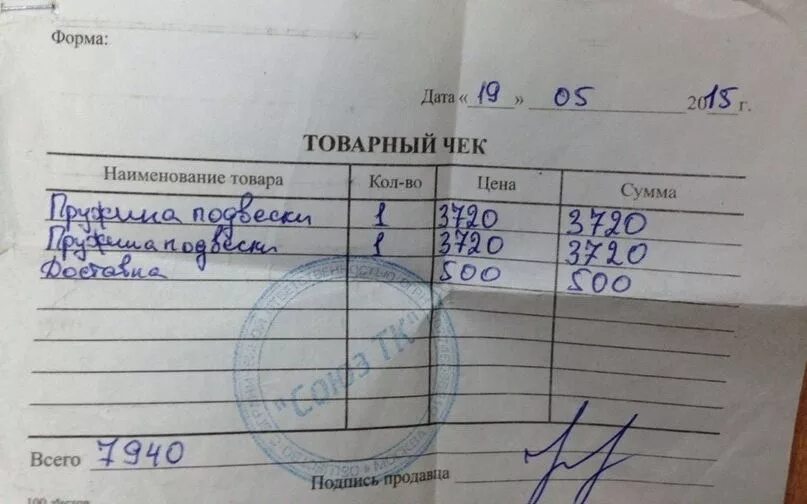 Форма:
Дата «19» 05 2015 г.
ТОВАРНЫЙ ЧЕК
Наименование товара Кол-во Цена Сумма
Пружина подвески 1 3720 3720
Пружина подвески 1 3720 3720
Доставка 500 500
"СОЮЗ ТК"
МОСКВА
Всего 7940
Подпись продавца